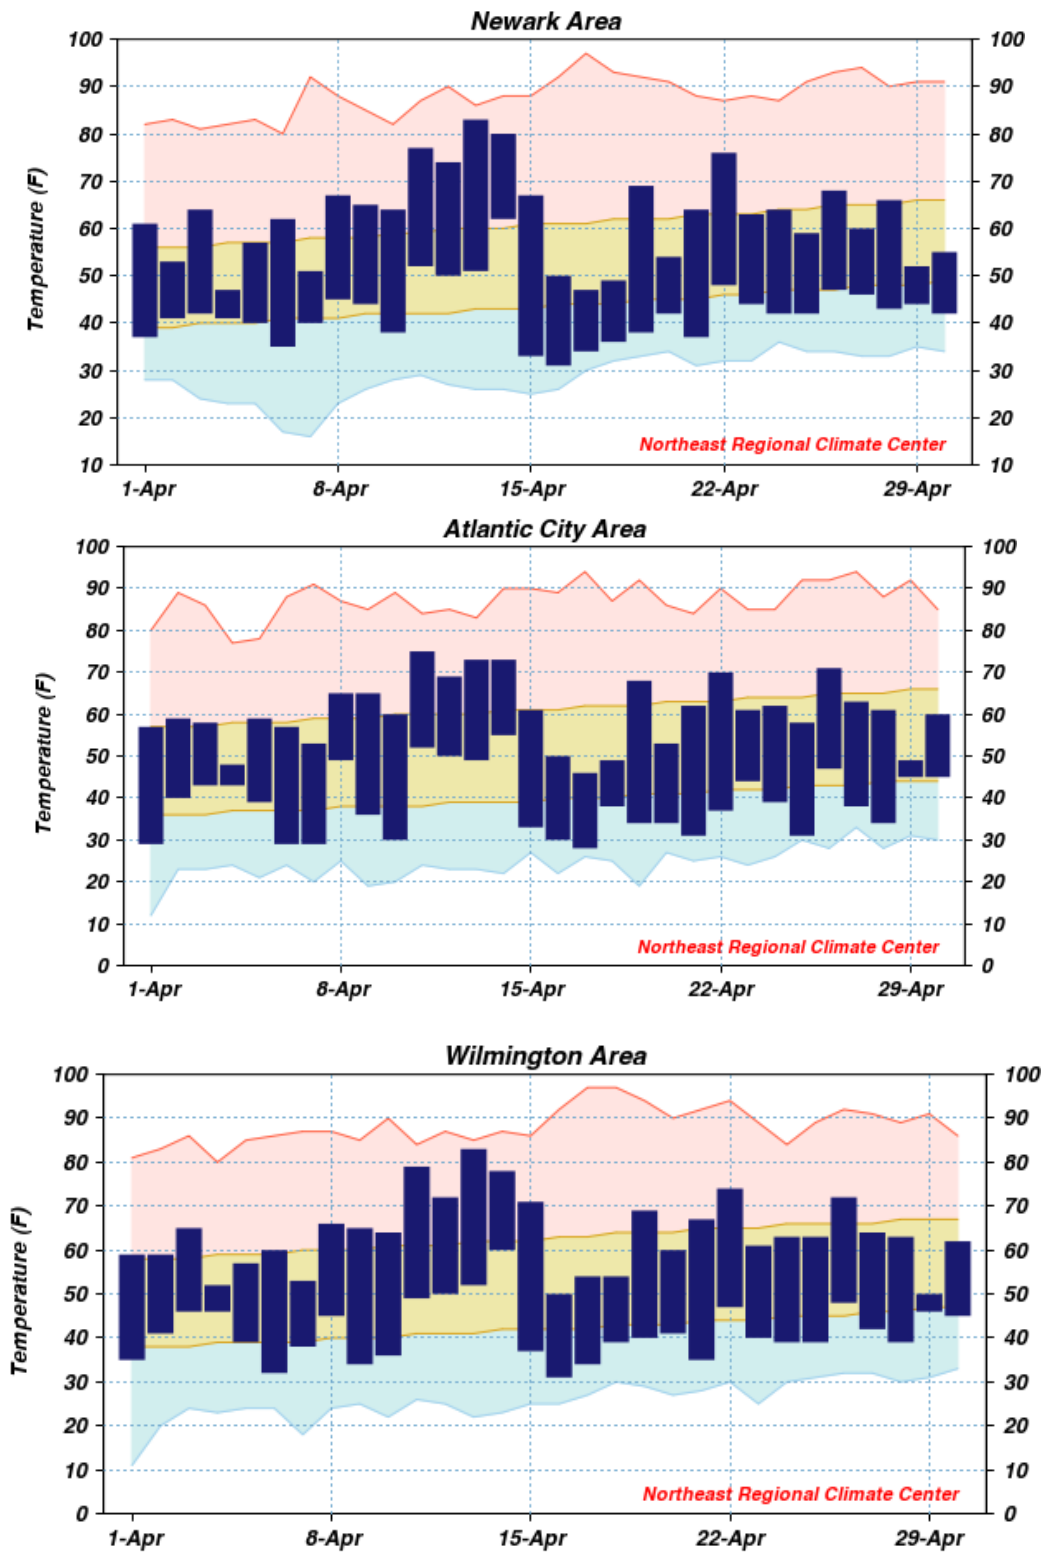 Newark Area
100 100
90 90
80 80
70 70
60 60
50 50
40 40
30 30
20 20
10 10
Temperature (F)
Northeast Regional Climate Center
1-Apr 8-Apr 15-Apr 22-Apr 29-Apr
Atlantic City Area
100 100
90 90
80 80
70 70
60 60
50 50
40 40
30 30
20 20
10 10
0 0
Temperature (F)
Northeast Regional Climate Center
1-Apr 8-Apr 15-Apr 22-Apr 29-Apr
Wilmington Area
100 100
90 90
80 80
70 70
60 60
50 50
40 40
30 30
20 20
10 10
0 0
Temperature (F)
Northeast Regional Climate Center
1-Apr 8-Apr 15-Apr 22-Apr 29-Apr